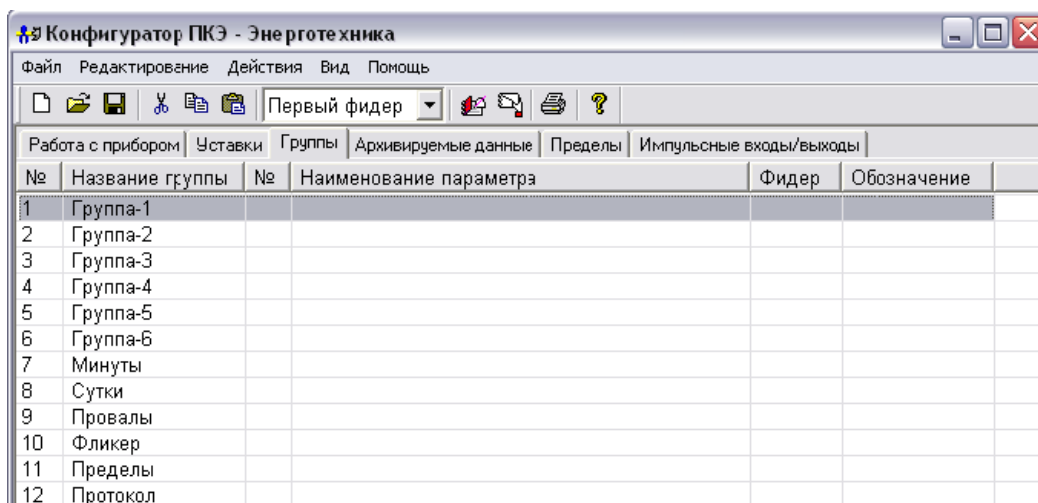 Конфигуратор ПКЭ - Энерготехника
Файл Редактирование Действия Вид Помощь
Первый фидер
Работа с прибором Уставки Группы Архивируемые данные Пределы Импульсные входы/выходы
№ Название группы № Наименование параметра Фидер Обозначение
1 Группа-1
2 Группа-2
3 Группа-3
4 Группа-4
5 Группа-5
6 Группа-6
7 Минуты
8 Сутки
9 Провалы
10 Фликер
11 Пределы
12 Протокол